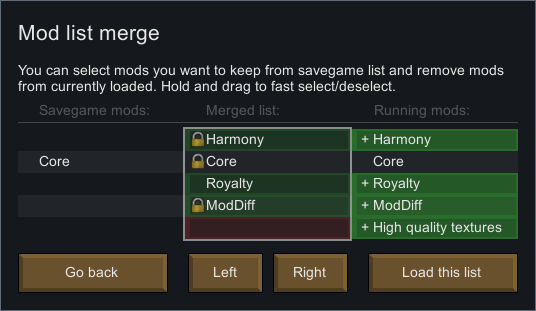 Mod list merge
You can select mods you want to keep from savegame list and remove mods
from currently loaded. Hold and drag to fast select/deselect.
Savegame mods: Merged list: Running mods:
Harmony + Harmony
Core Core Core
Royalty + Royalty
ModDiff + ModDiff
+ High quality textures
Go back Left Right Load this list